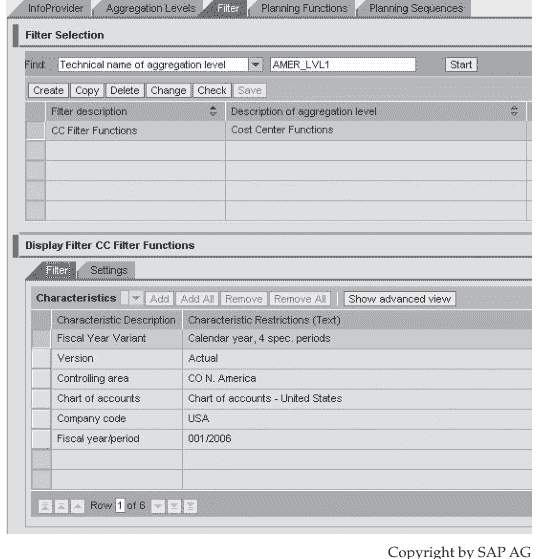 InfoProvider Aggregation Levels Filter Planning Functions Planning Sequences
Filter Selection
Find: Technical name of aggregation level AMER_LVL1 Start
Create Copy Delete Change Check Save
Filter description Description of aggregation level
CC Filter Functions Cost Center Functions
Display Filter CC Filter Functions
Filter Settings
Characteristics Add Add All Remove Remove All Show advanced view
Characteristic Description Characteristic Restrictions (Text)
Fiscal Year Variant Calendar year, 4 spec. periods
Version Actual
Controlling area CO N. America
Chart of accounts Chart of accounts - United States
Company code USA
Fiscal year/period 001/2006
Row 1 of 6
Copyright by SAP AG